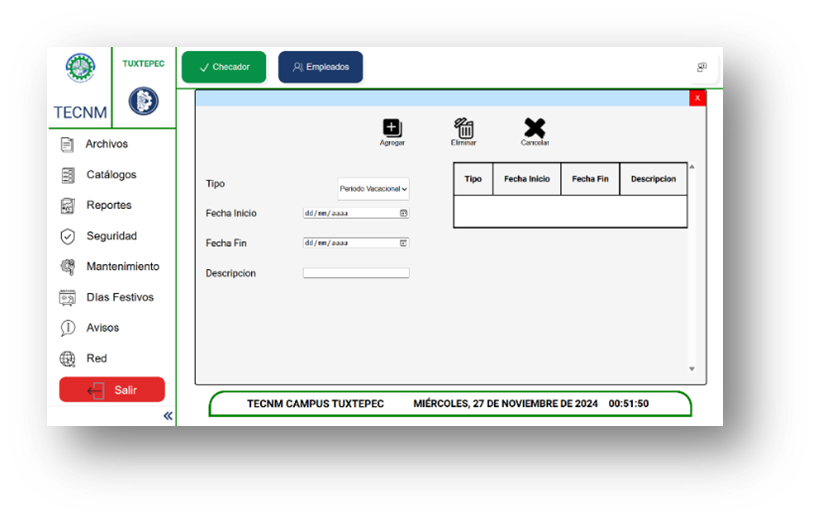 TUXTEPEC
TECNM
Checador
Empleados
x
Agregar
Eliminar
Cancelar
Archivos
Catálogos
Reportes
Seguridad
Mantenimiento
Días Festivos
Avisos
Red
Salir
Tipo
Periodo Vacacional
Fecha Inicio
dd/mm/aaaa
Fecha Fin
dd/mm/aaaa
Descripcion
Tipo Fecha Inicio Fecha Fin Descripcion
TECNM CAMPUS TUXTEPEC MIÉRCOLES, 27 DE NOVIEMBRE DE 2024 00:51:50